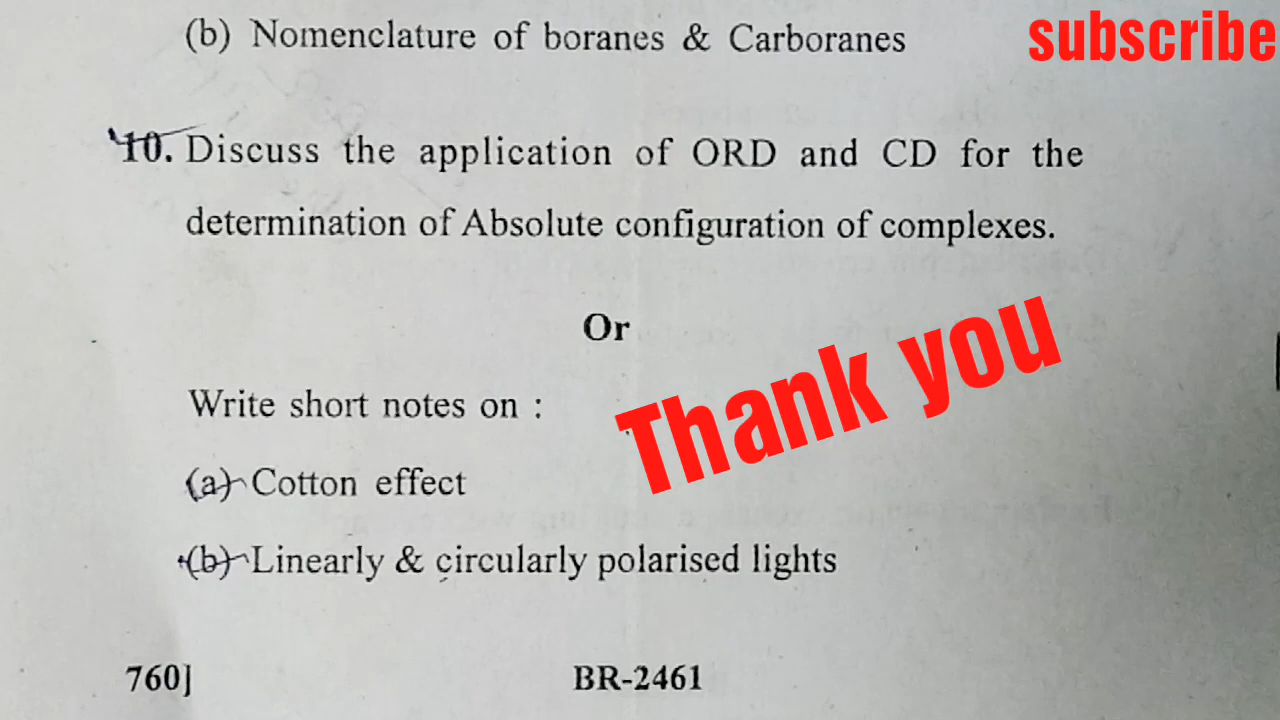 (b) Nomenclature of boranes & Carboranes
subscribe
10. Discuss the application of ORD and CD for the
determination of Absolute configuration of complexes.
Or
Write short notes on :
Thank you
(a) Cotton effect
(b) Linearly & circularly polarised lights
760]
BR-2461